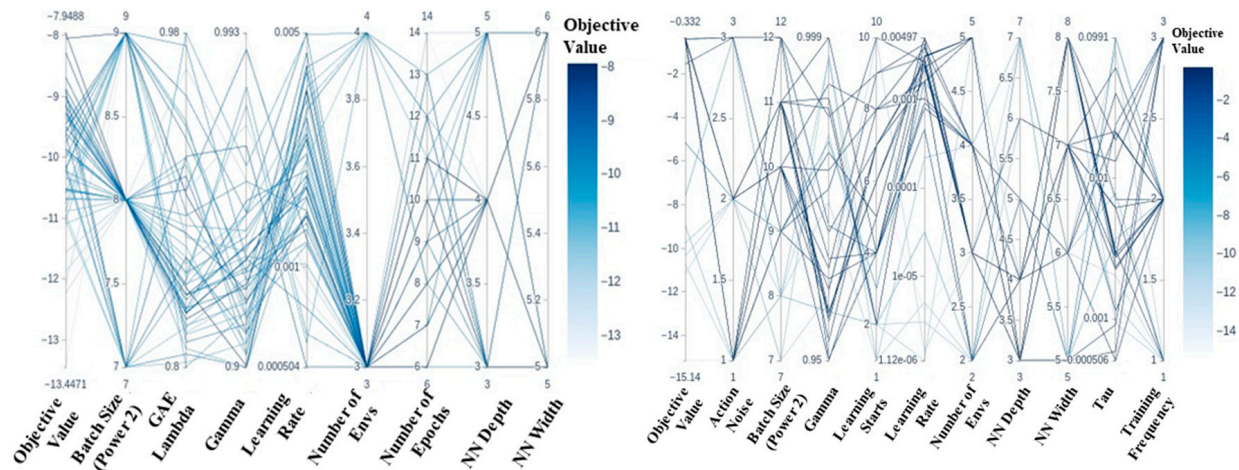 −7.9488 9 0.98 0.993 0.005 4 14 5 6
−8 9 4 14 5 6
−9 8.5 3.8 13 4.5 5.8
12
−10 3.6 11 5.6
8 10 4
−11 3.4 9 5.4
0.001 8
−12 7.5 3.2 3.5 5.2
7
−13 7 0.8 0.9 0.000504 3 6 3 5
−13.4471 7 3 6 3 5
Objective Value
Batch Size (Power 2)
GAE Lambda
Gamma
Learning Rate
Number of Envs
Number of Epochs
NN Depth
NN Width
Objective
Value
−8
−9
−10
−11
−12
−13
−0.332 3 12 10 5 7 8 3
3 12 0.999 10 0.00497 5 7 8 0.0991 3
−2 2.5 11 8 0.001 4.5 6.5 7.5 2.5
−4 6
−6 10 4 5.5 7
2 6 0.0001 0.01 2
−8 9 3.5 5 6.5
−10 4.5 6
3
−12 1.5 8 1e-05 4 1.5
2 2.5 3.5 5.5 0.001
−14 1 7 0.95 1.12e-06 2 3 5 0.000506 1
−15.14 1 7 1 2 3 5 1
Objective Value
Action Noise
Batch Size (Power 2)
Gamma
Learning Starts
Learning Rate
Number of Envs
NN Depth
NN Width
Tau
Training Frequency
Objective
Value
−2
−4
−6
−8
−10
−12
−14